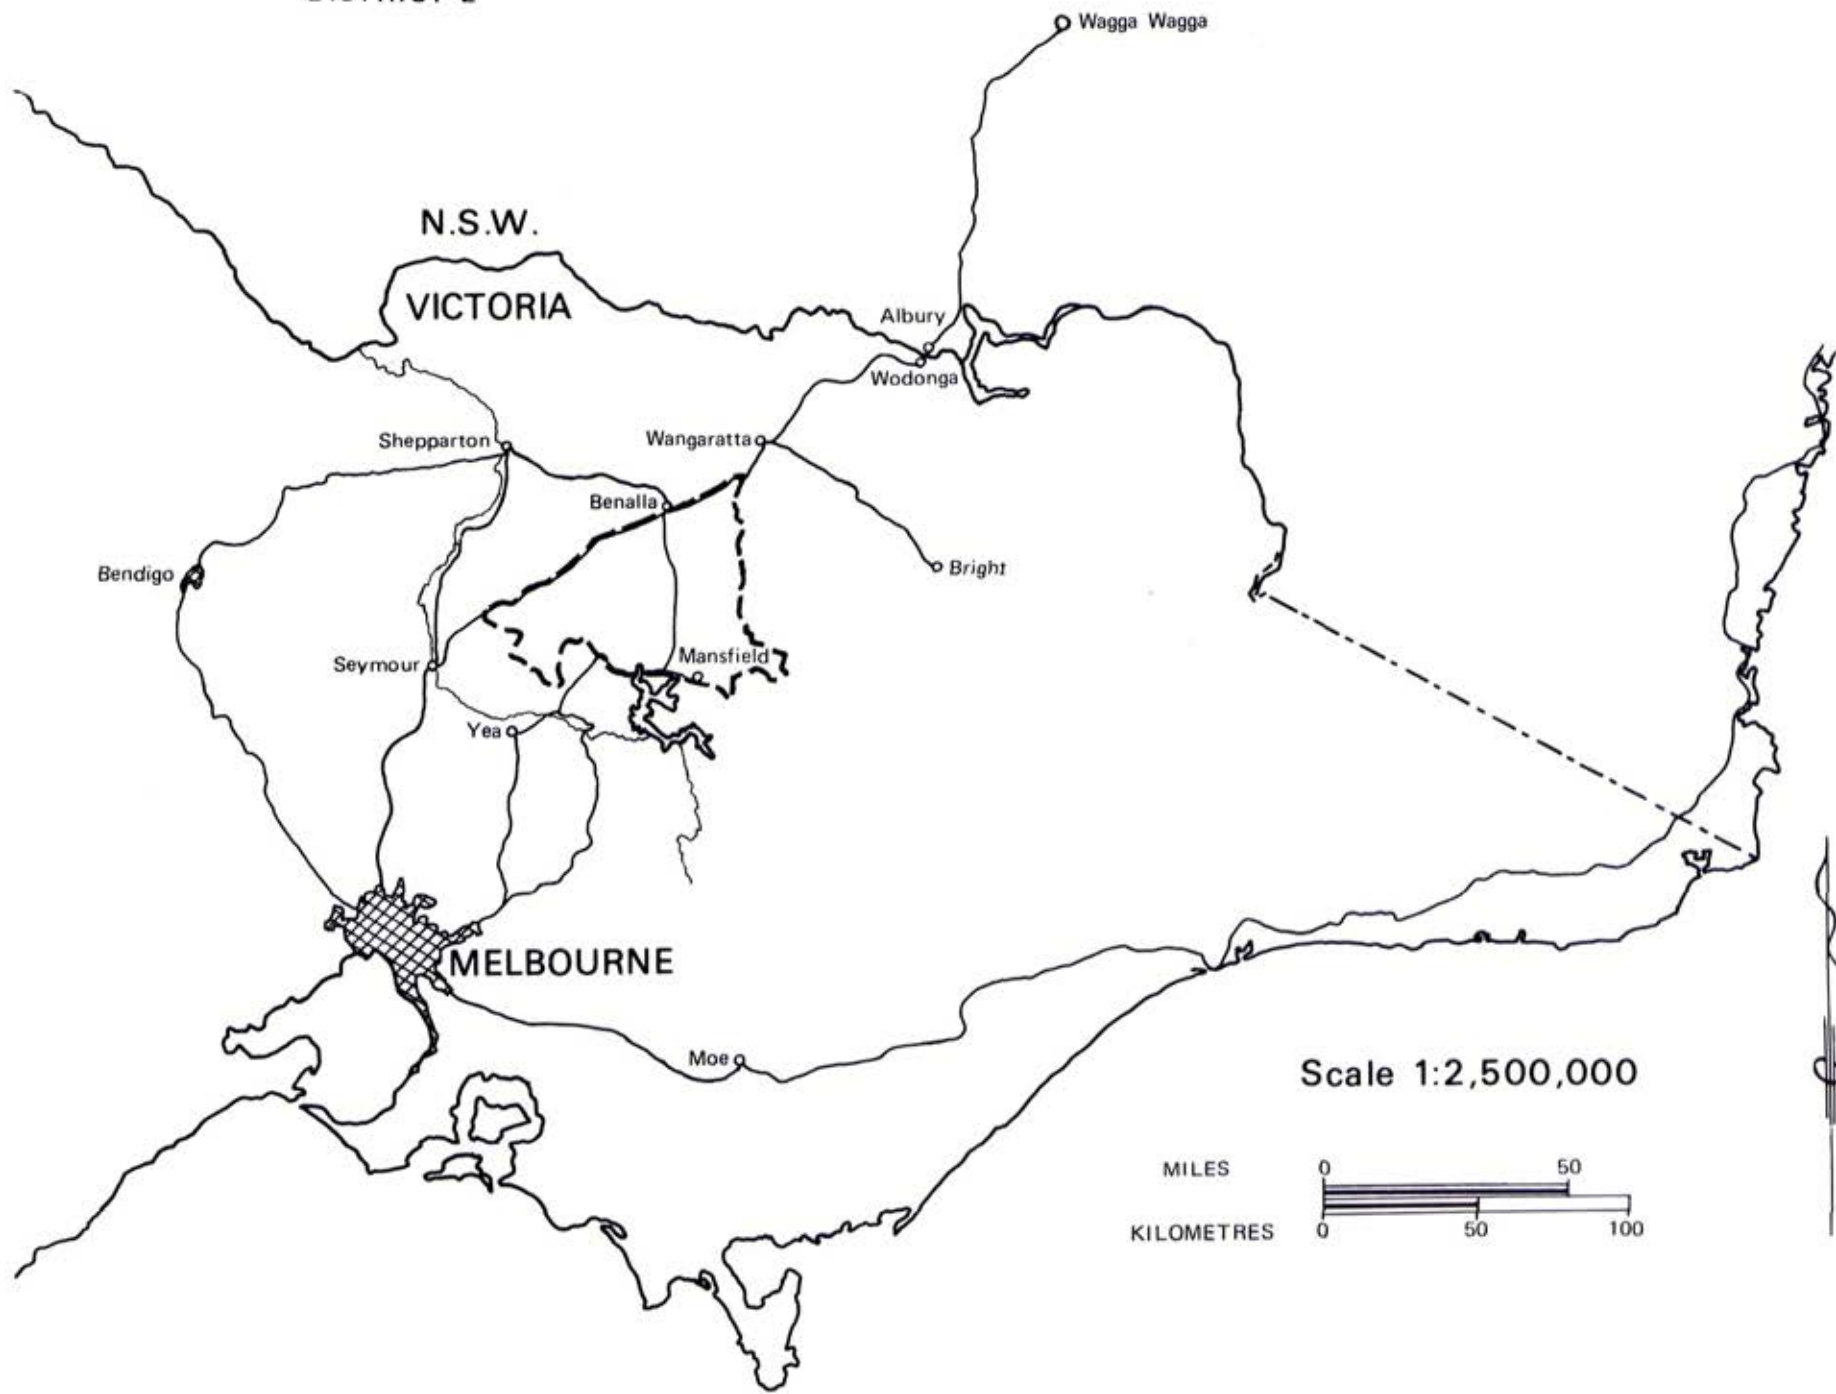 Wagga Wagga
N.S.W.
VICTORIA
Albury
Wodonga
Shepparton
Wangaratta
Benalla
Bendigo
Bright
Seymour
Mansfield
Yea
MELBOURNE
Moe
Scale 1:2,500,000
MILES 0 50
KILOMETRES 0 50 100